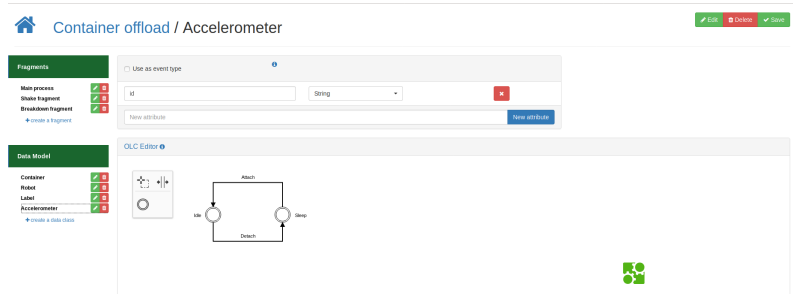 Container offload / Accelerometer
Edit Delete Save
Fragments
Main process
Shake fragment
Breakdown fragment
+ create a fragment
Data Model
Container
Robot
Label
Accelerometer
+ create a data class
Use as event type
id String
New attribute New attribute
OLC Editor
Attach
Idle Sleep
Detach